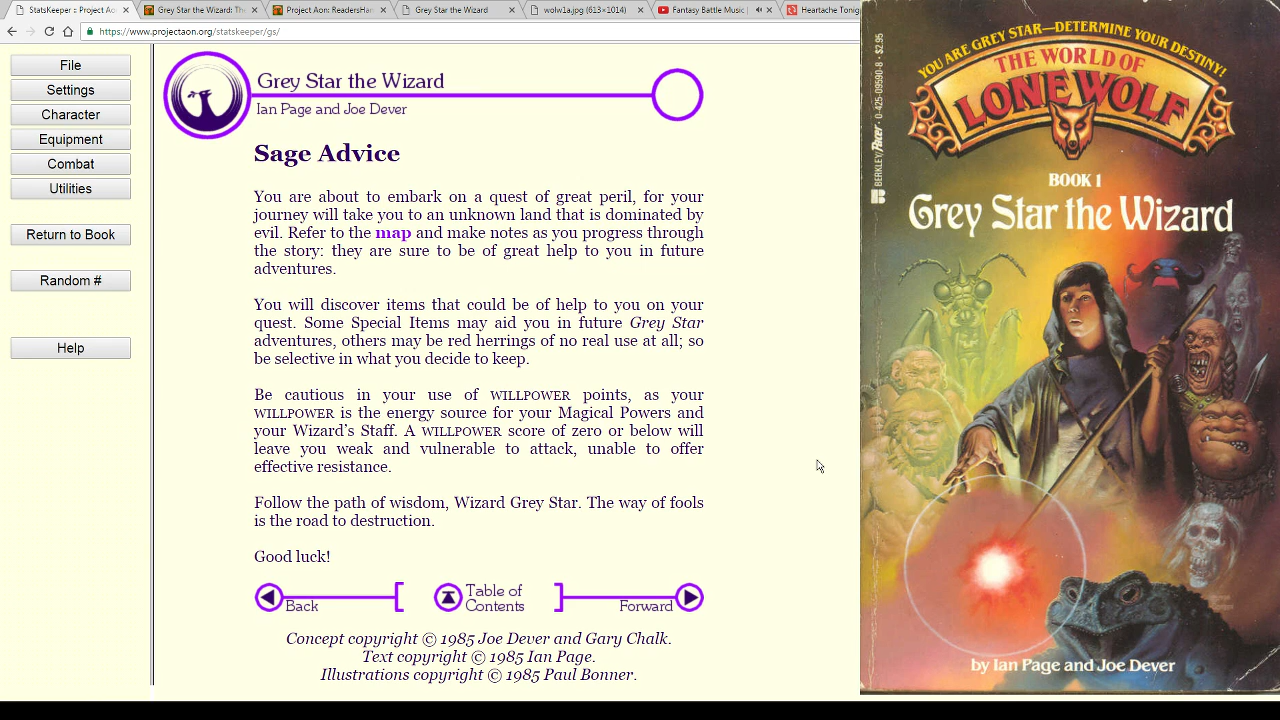 StatsKeeper :: Project Aon
Grey Star the Wizard: The
Project Aon: ReadersHan
Grey Star the Wizard
wolw1a.jpg (613×1014)
Fantasy Battle Music |
Heartache Tonig
https://www.projectaon.org/statskeeper/gs/
File
Settings
Character
Equipment
Combat
Utilities
Return to Book
Random #
Help
Grey Star the Wizard
Ian Page and Joe Dever
Sage Advice
You are about to embark on a quest of great peril, for your
journey will take you to an unknown land that is dominated by
evil. Refer to the map and make notes as you progress through
the story: they are sure to be of great help to you in future
adventures.
You will discover items that could be of help to you on your
quest. Some Special Items may aid you in future Grey Star
adventures, others may be red herrings of no real use at all; so
be selective in what you decide to keep.
Be cautious in your use of WILLPOWER points, as your
WILLPOWER is the energy source for your Magical Powers and
your Wizard's Staff. A WILLPOWER score of zero or below will
leave you weak and vulnerable to attack, unable to offer
effective resistance.
Follow the path of wisdom, Wizard Grey Star. The way of fools
is the road to destruction.
Good luck!
Back
Table of
Contents
Forward
Concept copyright © 1985 Joe Dever and Gary Chalk.
Text copyright © 1985 Ian Page.
Illustrations copyright © 1985 Paul Bonner.
YOU ARE GREY STAR—DETERMINE YOUR DESTINY!
THE WORLD OF
LONE WOLF
BERKLEY/Pacer • 0-425-09590-8 • $2.95
BOOK 1
Grey Star the Wizard
by Ian Page and Joe Dever